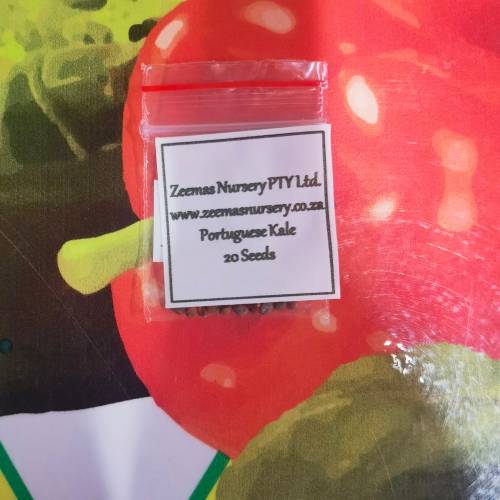 Zeemas Nursery PTY Ltd.
www.zeemasnursery.co.za
Portuguese Kale
20 Seeds